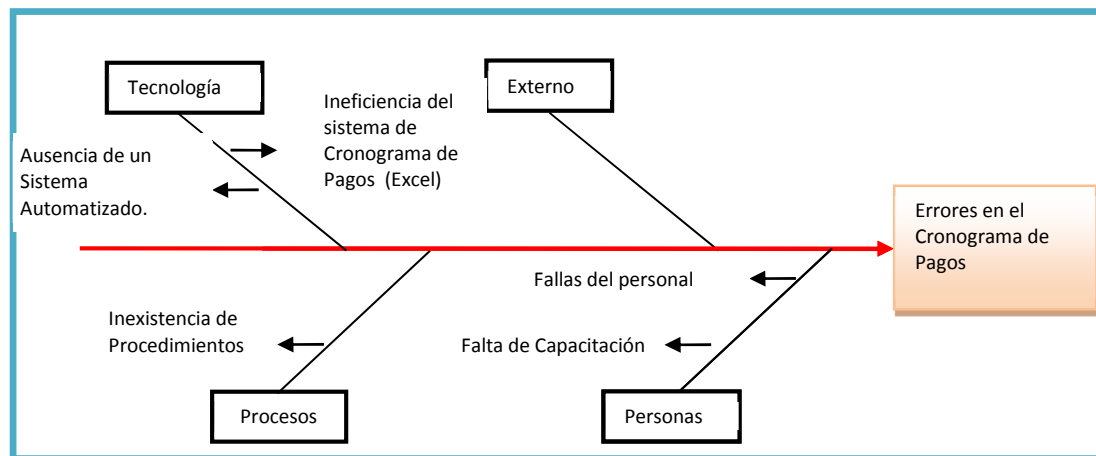 Tecnología
Externo
Ineficiencia del
sistema de
Cronograma de
Pagos (Excel)
Ausencia de un
Sistema
Automatizado.
Errores en el
Cronograma de
Pagos
Fallas del personal
Inexistencia de
Procedimientos
Falta de Capacitación
Procesos
Personas